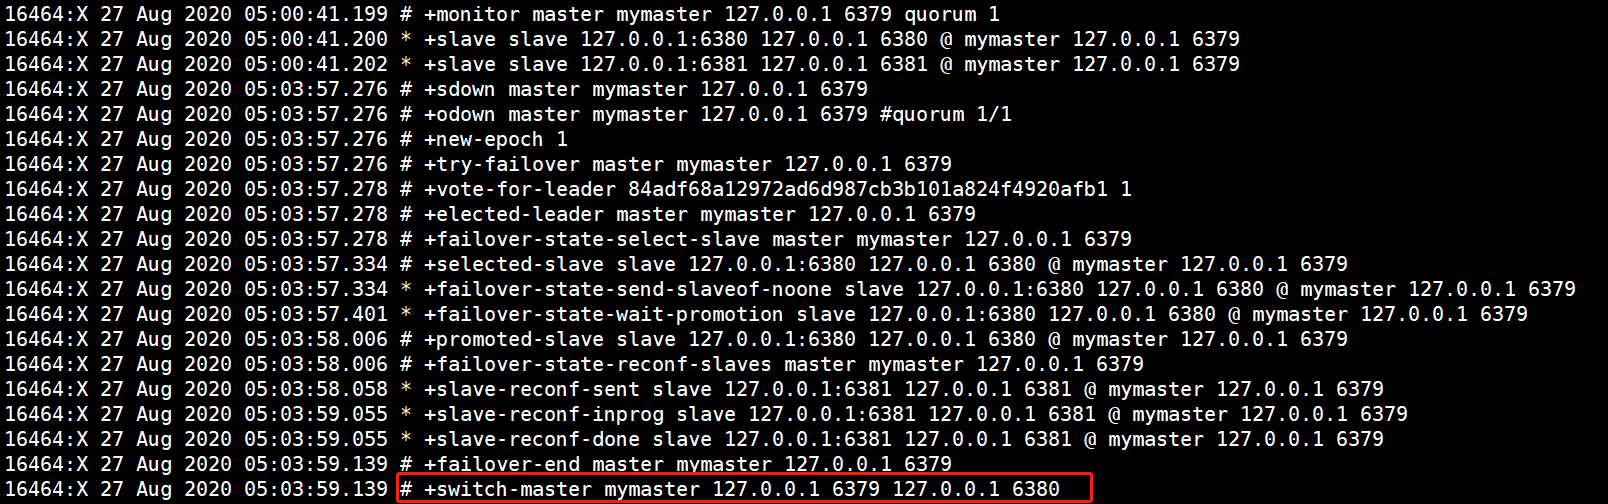 16464:X 27 Aug 2020 05:00:41.199 # +monitor master mymaster 127.0.0.1 6379 quorum 1
16464:X 27 Aug 2020 05:00:41.200 * +slave slave 127.0.0.1:6380 127.0.0.1 6380 @ mymaster 127.0.0.1 6379
16464:X 27 Aug 2020 05:00:41.202 * +slave slave 127.0.0.1:6381 127.0.0.1 6381 @ mymaster 127.0.0.1 6379
16464:X 27 Aug 2020 05:03:57.276 # +sdown master mymaster 127.0.0.1 6379
16464:X 27 Aug 2020 05:03:57.276 # +odown master mymaster 127.0.0.1 6379 #quorum 1/1
16464:X 27 Aug 2020 05:03:57.276 # +new-epoch 1
16464:X 27 Aug 2020 05:03:57.276 # +try-failover master mymaster 127.0.0.1 6379
16464:X 27 Aug 2020 05:03:57.278 # +vote-for-leader 84adf68a12972ad6d987cb3b101a824f4920afb1 1
16464:X 27 Aug 2020 05:03:57.278 # +elected-leader master mymaster 127.0.0.1 6379
16464:X 27 Aug 2020 05:03:57.278 # +failover-state-select-slave master mymaster 127.0.0.1 6379
16464:X 27 Aug 2020 05:03:57.334 # +selected-slave slave 127.0.0.1:6380 127.0.0.1 6380 @ mymaster 127.0.0.1 6379
16464:X 27 Aug 2020 05:03:57.334 * +failover-state-send-slaveof-noone slave 127.0.0.1:6380 127.0.0.1 6380 @ mymaster 127.0.0.1 6379
16464:X 27 Aug 2020 05:03:57.401 * +failover-state-wait-promotion slave 127.0.0.1:6380 127.0.0.1 6380 @ mymaster 127.0.0.1 6379
16464:X 27 Aug 2020 05:03:58.006 # +promoted-slave slave 127.0.0.1:6380 127.0.0.1 6380 @ mymaster 127.0.0.1 6379
16464:X 27 Aug 2020 05:03:58.006 # +failover-state-reconf-slaves master mymaster 127.0.0.1 6379
16464:X 27 Aug 2020 05:03:58.058 * +slave-reconf-sent slave 127.0.0.1:6381 127.0.0.1 6381 @ mymaster 127.0.0.1 6379
16464:X 27 Aug 2020 05:03:59.055 * +slave-reconf-inprog slave 127.0.0.1:6381 127.0.0.1 6381 @ mymaster 127.0.0.1 6379
16464:X 27 Aug 2020 05:03:59.055 * +slave-reconf-done slave 127.0.0.1:6381 127.0.0.1 6381 @ mymaster 127.0.0.1 6379
16464:X 27 Aug 2020 05:03:59.139 # +failover-end master mymaster 127.0.0.1 6379
16464:X 27 Aug 2020 05:03:59.139 # +switch-master mymaster 127.0.0.1 6379 127.0.0.1 6380